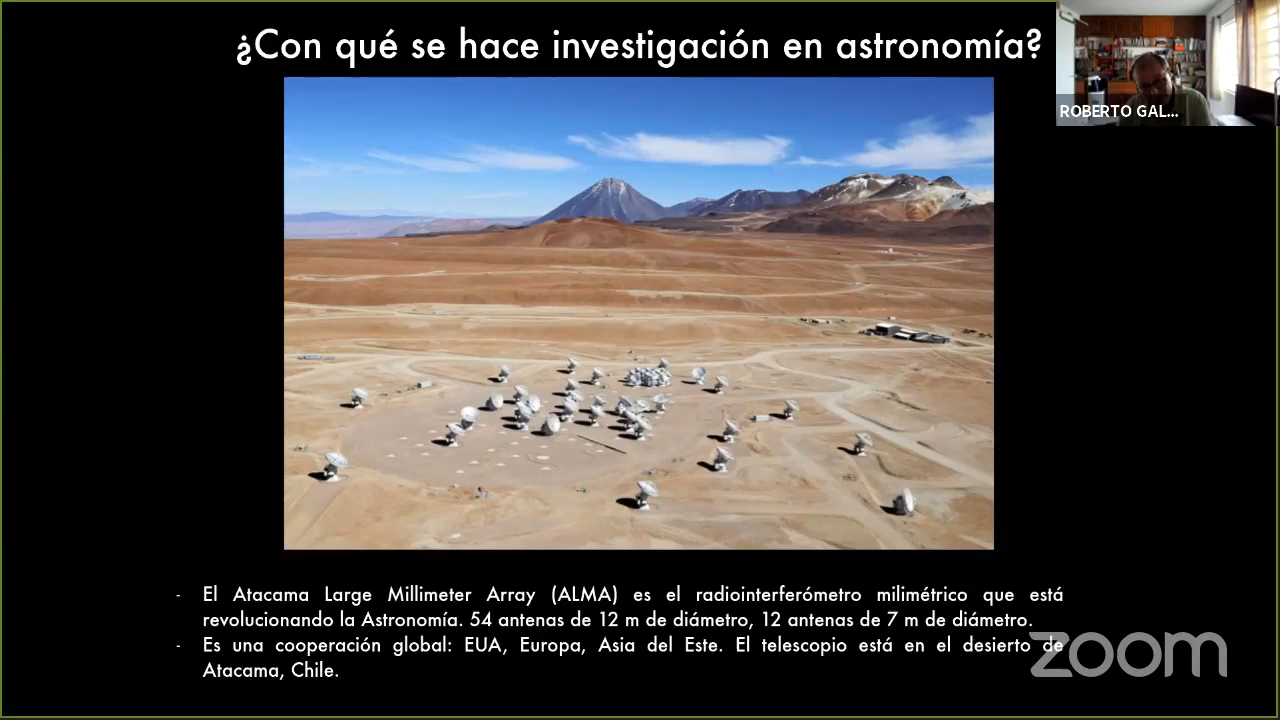 ¿Con qué se hace investigación en astronomía?
ROBERTO GAL...
- El Atacama Large Millimeter Array (ALMA) es el radiointerferómetro milimétrico que está
revolucionando la Astronomía. 54 antenas de 12 m de diámetro, 12 antenas de 7 m de diámetro.
- Es una cooperación global: EUA, Europa, Asia del Este. El telescopio está en el desierto de
Atacama, Chile.
zoom